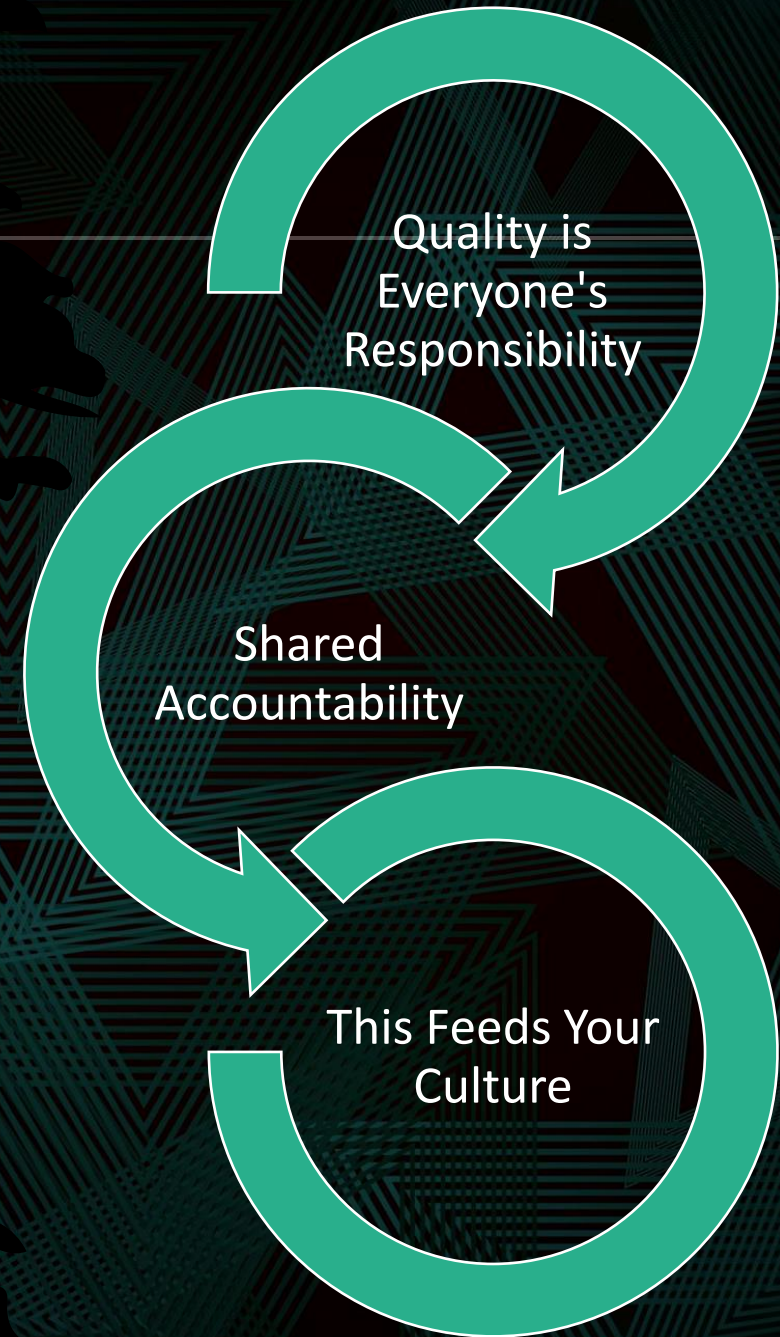 Quality is
Everyone's
Responsibility
Shared
Accountability
This Feeds Your
Culture